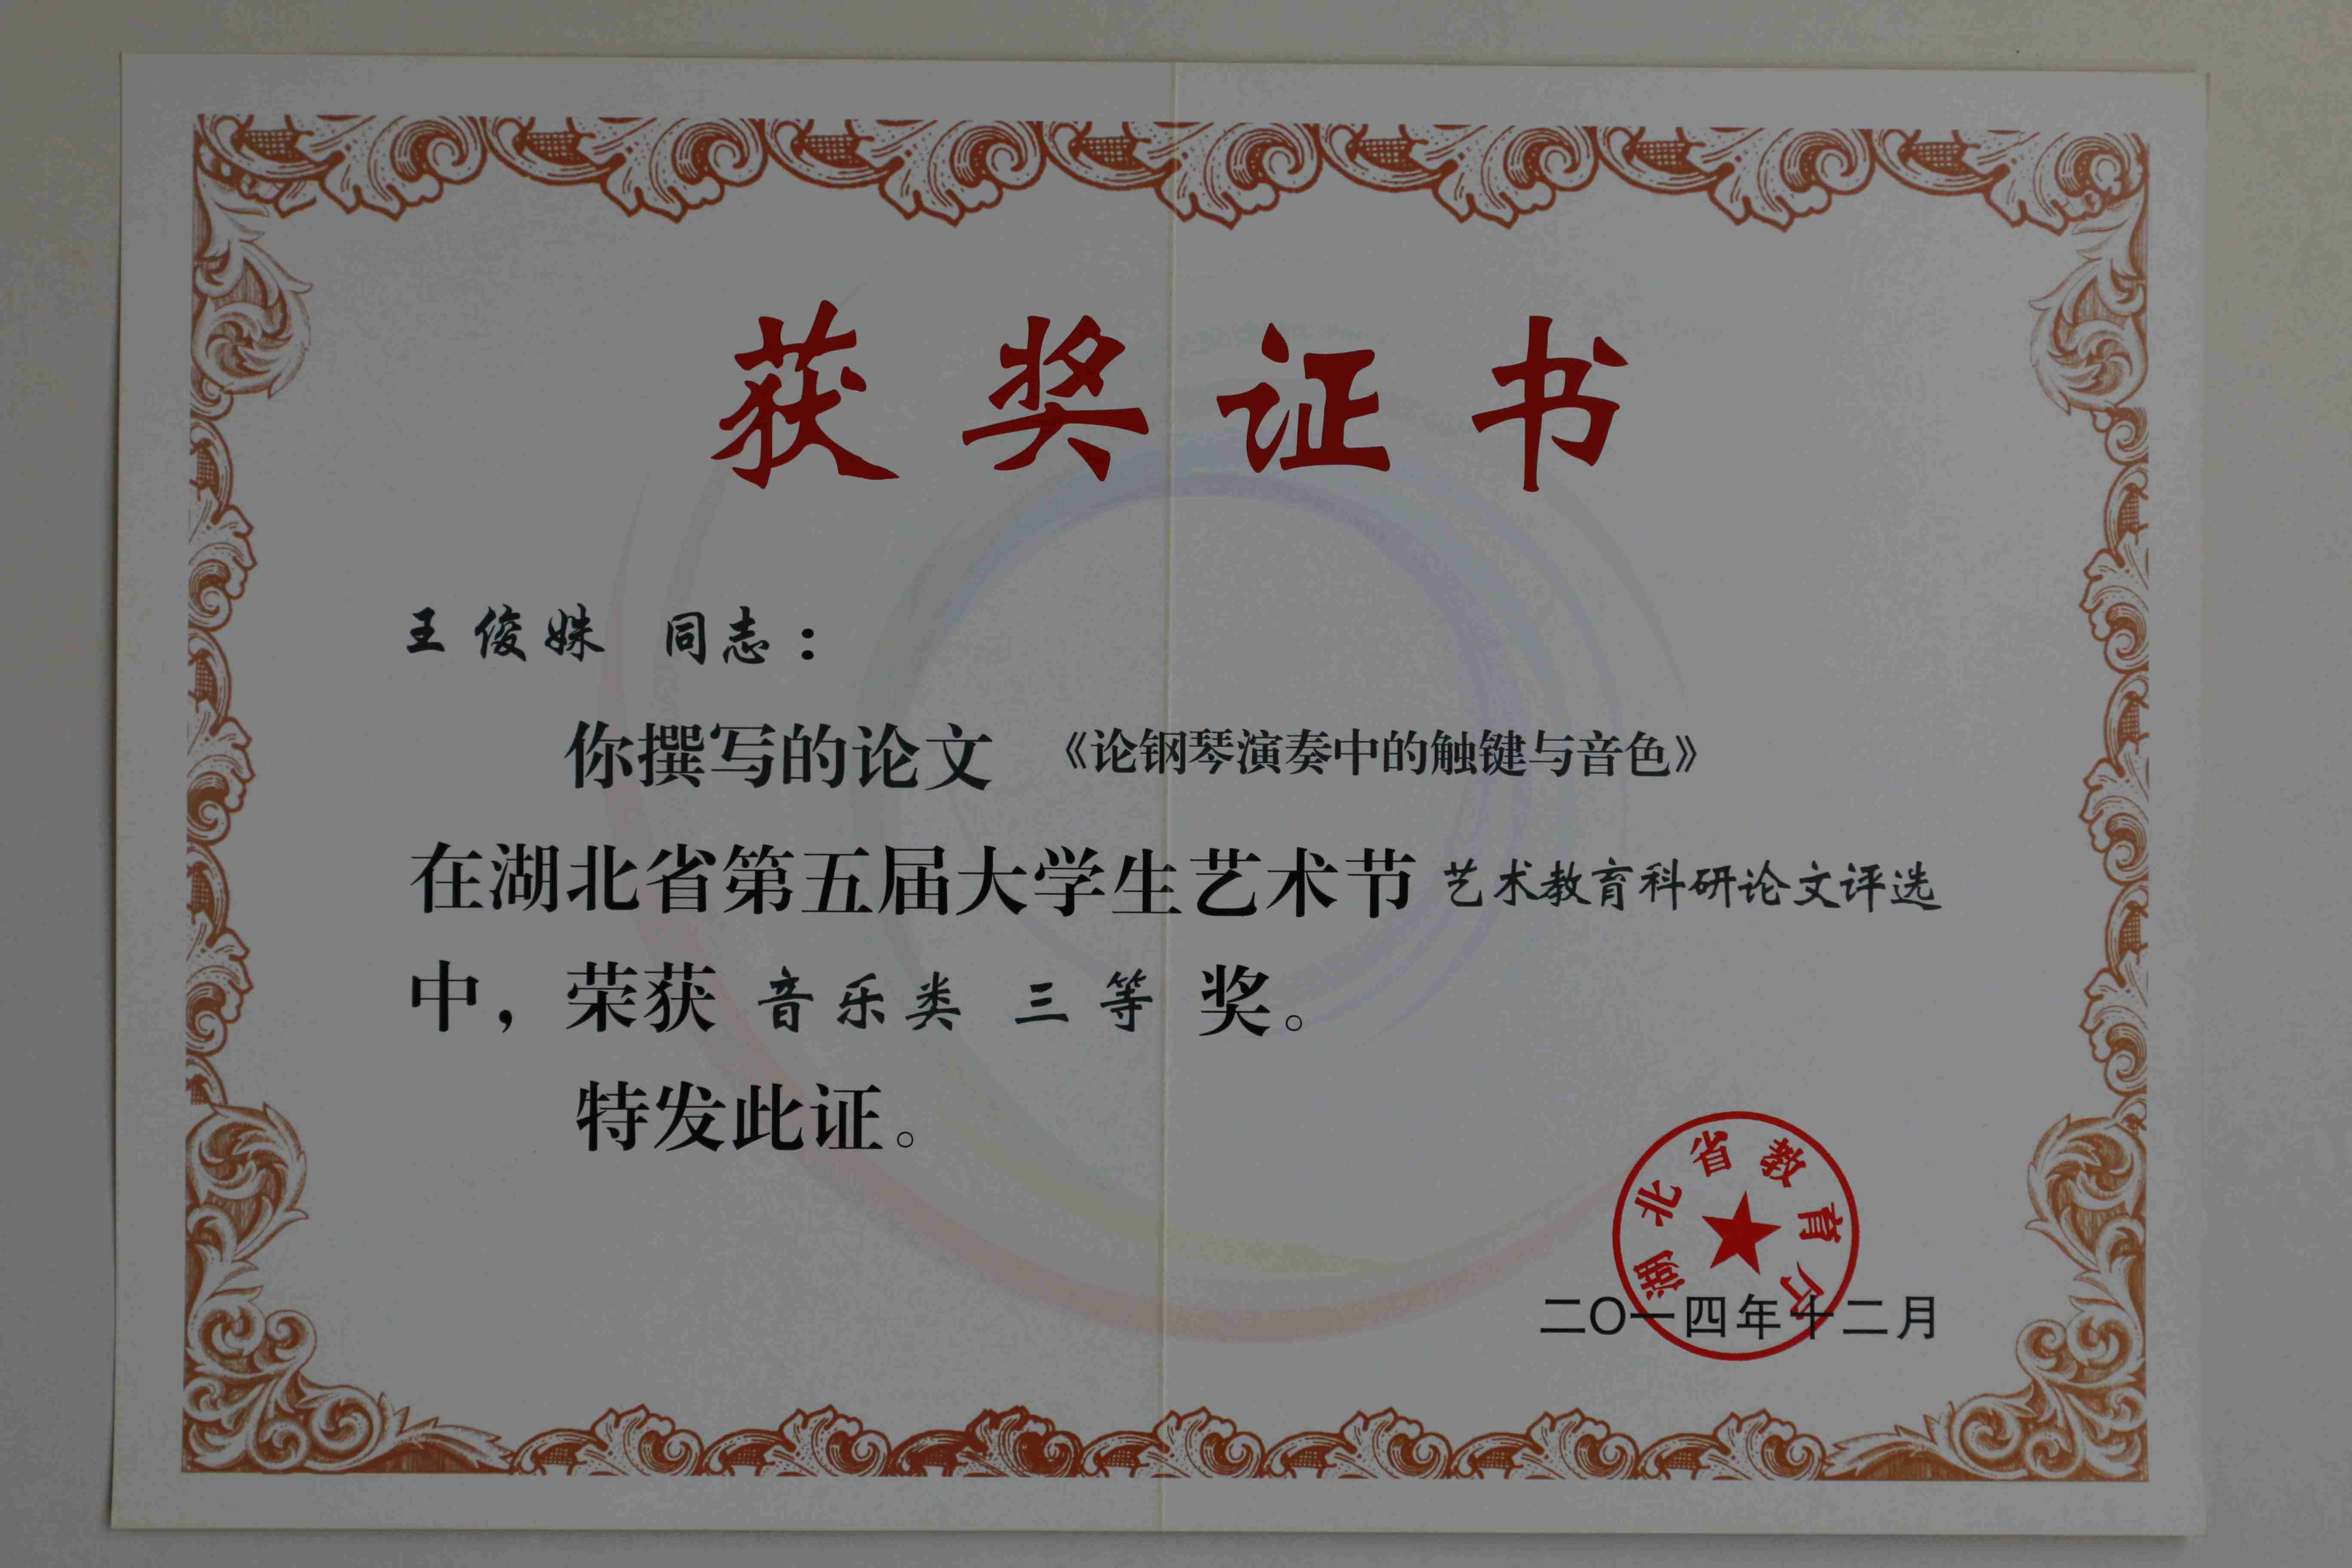 获奖证书
王俊姝 同志：
你撰写的论文 《论钢琴演奏中的触键与音色》
在湖北省第五届大学生艺术节 艺术教育科研论文评选
中，荣获 音乐类 三等 奖。
特发此证。
湖北省教育厅
二〇一四年十二月